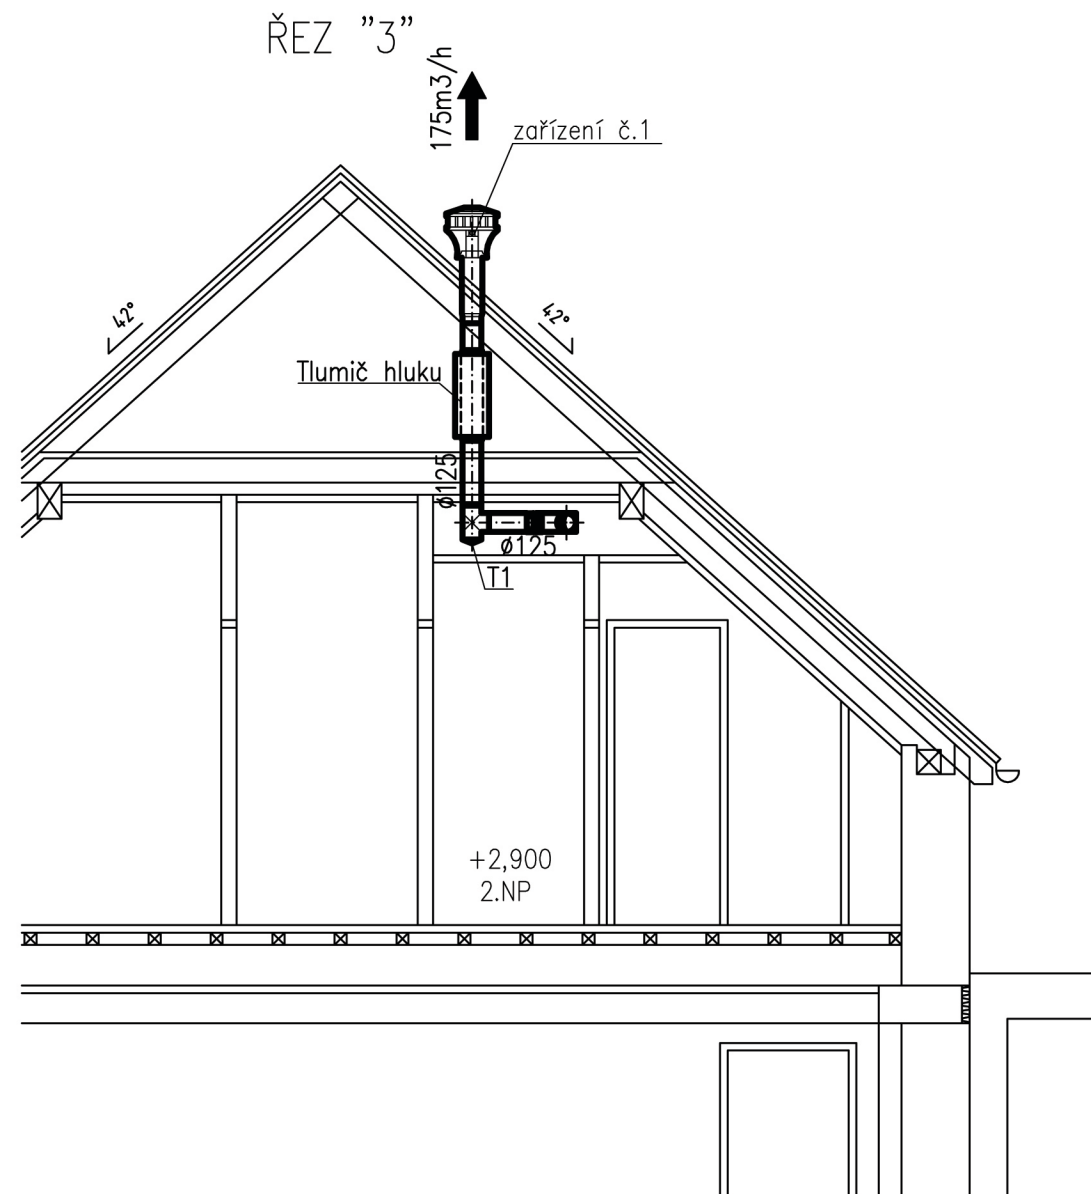 ŘEZ "3"
175m3/h
zařízení č.1
42°
42°
Tlumič hluku
ø125
ø125
T1
+2,900
2.NP